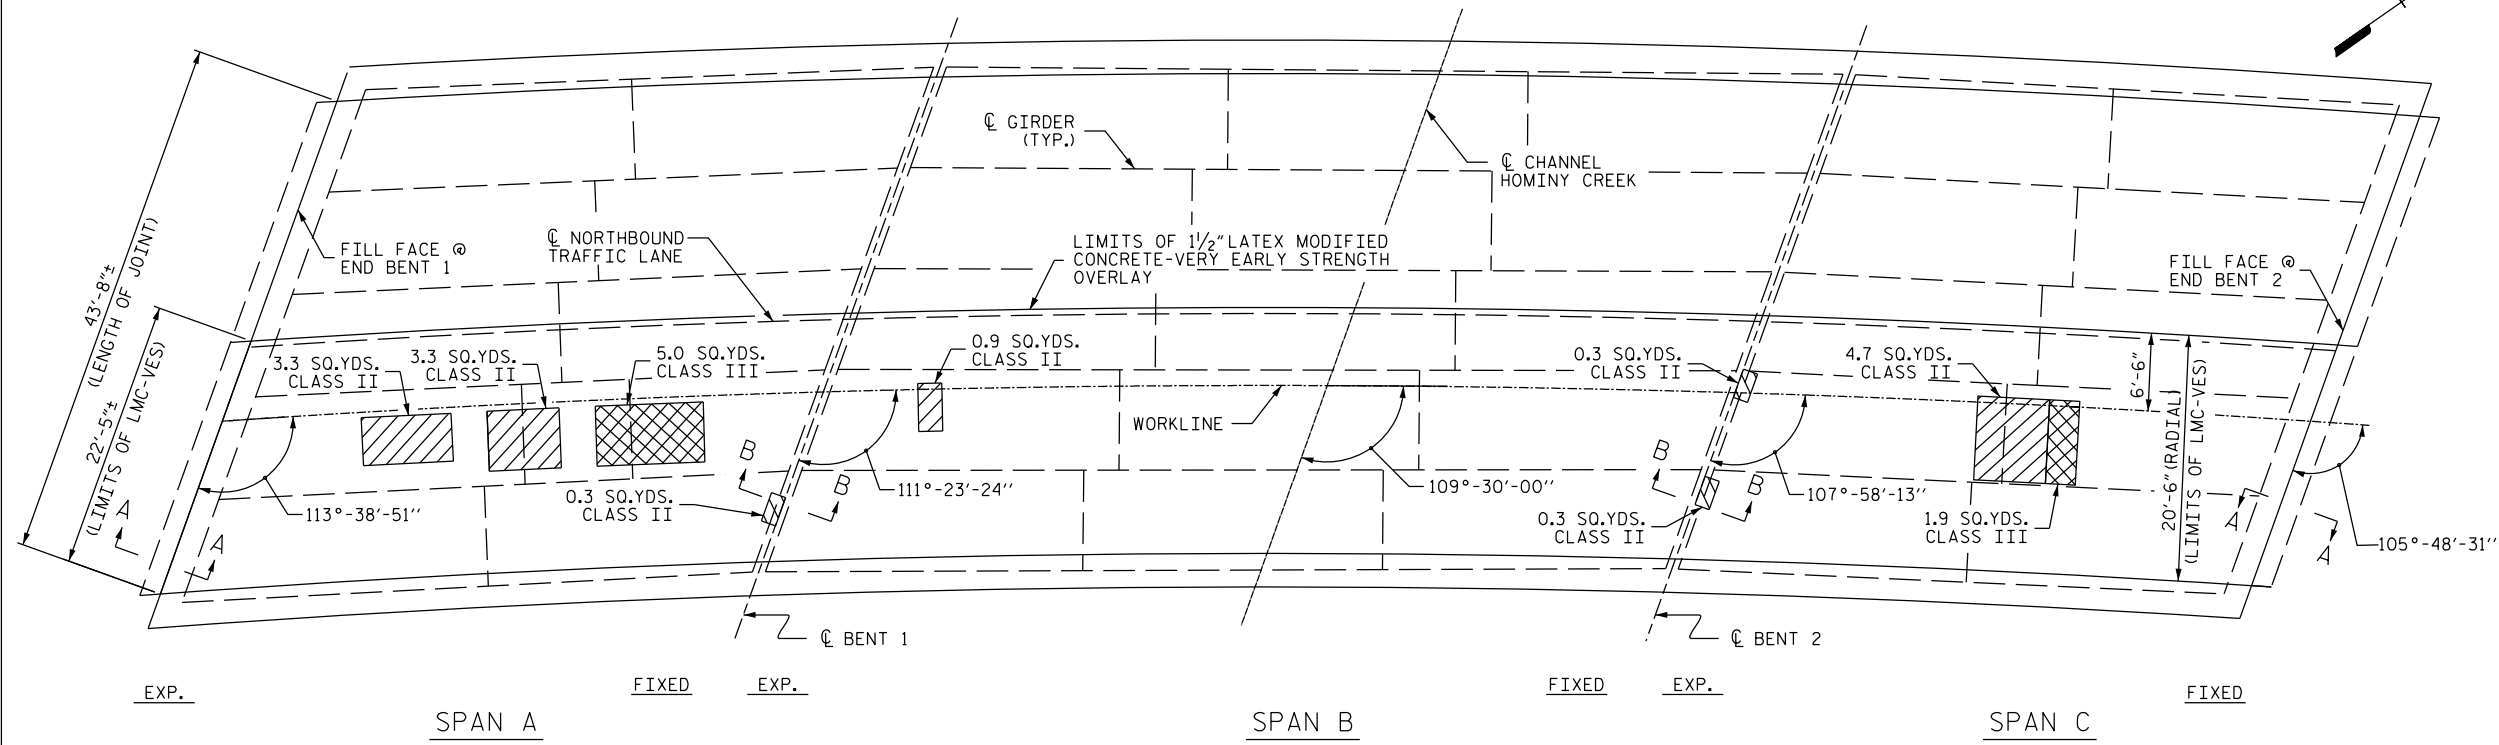 43'-8"±
(LENGTH OF JOINT)
22'-5"±
(LIMITS OF LMC-VES)
FILL FACE @
END BENT 1
℄ NORTHBOUND
TRAFFIC LANE
℄ GIRDER
(TYP.)
℄ CHANNEL
HOMINY CREEK
LIMITS OF 1½" LATEX MODIFIED
CONCRETE-VERY EARLY STRENGTH
OVERLAY
FILL FACE @
END BENT 2
3.3 SQ.YDS.
CLASS II
3.3 SQ.YDS.
CLASS II
5.0 SQ.YDS.
CLASS III
0.9 SQ.YDS.
CLASS II
0.3 SQ.YDS.
CLASS II
4.7 SQ.YDS.
CLASS II
6'-6"
20'-6" (RADIAL)
(LIMITS OF LMC-VES)
WORKLINE
A
A
113°-38'-51''
0.3 SQ.YDS.
CLASS II
B
B
111°-23'-24''
109°-30'-00''
0.3 SQ.YDS.
CLASS II
B
B
107°-58'-13''
1.9 SQ.YDS.
CLASS III
A
A
105°-48'-31''
℄ BENT 1
℄ BENT 2
EXP.
FIXED
EXP.
FIXED
EXP.
FIXED
SPAN A
SPAN B
SPAN C